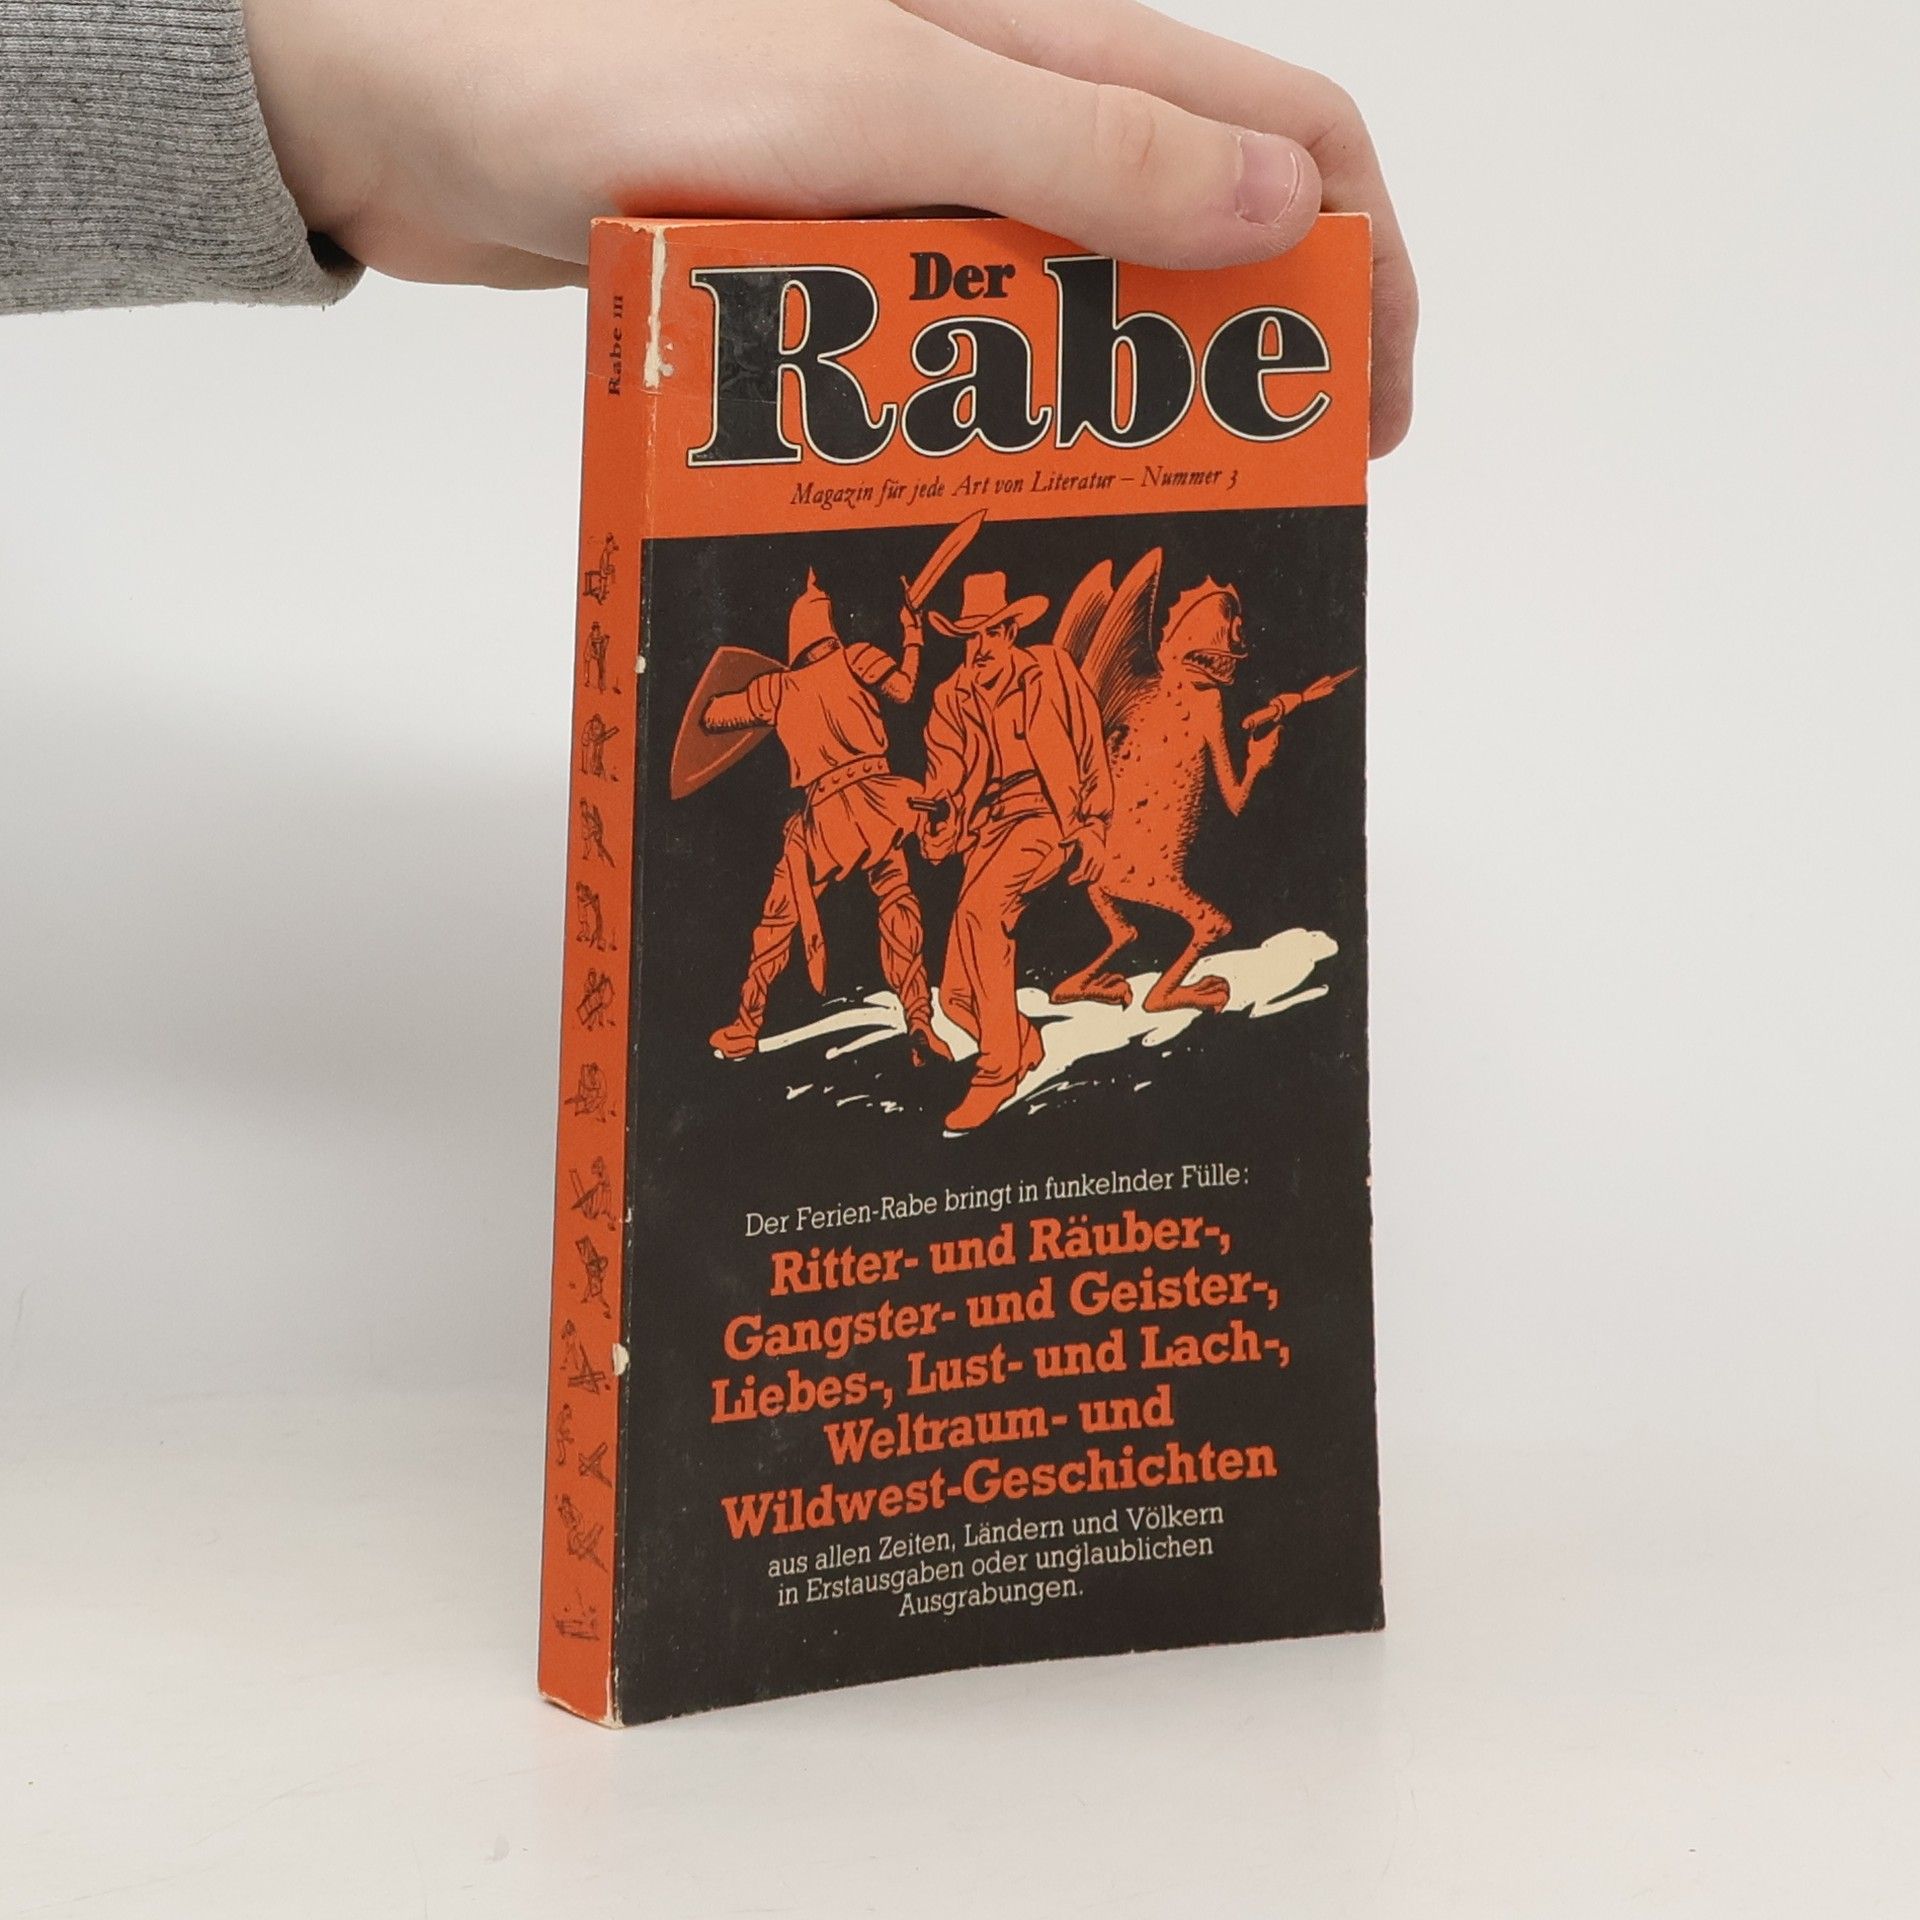 Rabe III
Der
Rabe
Magazin für jede Art von Literatur – Nummer 3
Der Ferien-Rabe bringt in funkelnder Fülle:
Ritter- und Räuber-,
Gangster- und Geister-,
Liebes-, Lust- und Lach-,
Weltraum- und
Wildwest-Geschichten
aus allen Zeiten, Ländern und Völkern
in Erstausgaben oder unglaublichen
Ausgrabungen.